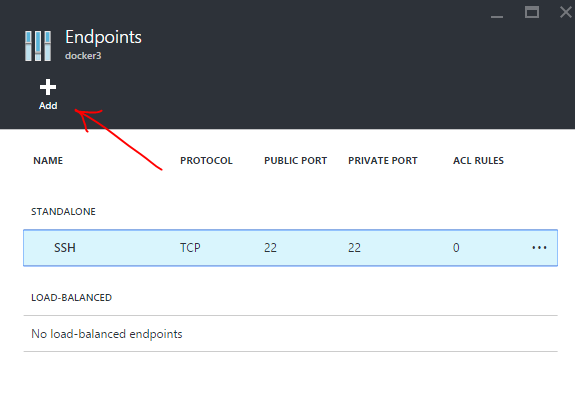 Endpoints
docker3
Add
NAME PROTOCOL PUBLIC PORT PRIVATE PORT ACL RULES
STANDALONE
SSH TCP 22 22 0 ...
LOAD-BALANCED
No load-balanced endpoints